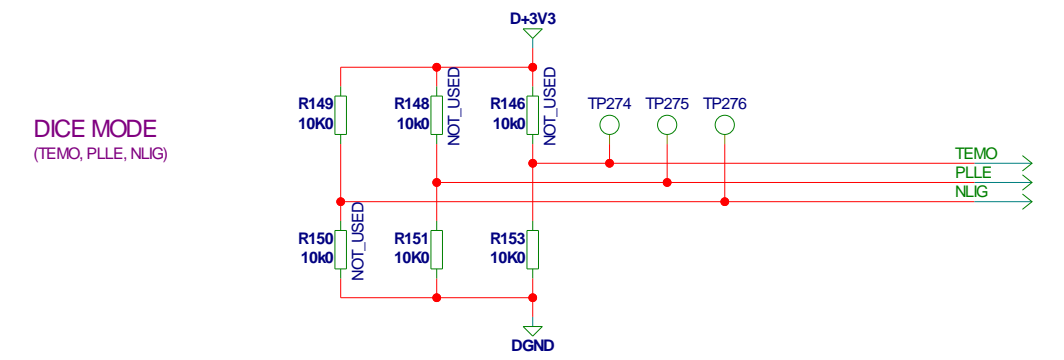 D+3V3
R149
10K0
R148
10k0
NOT_USED
R146
10k0
NOT_USED
TP274
TP275
TP276
DICE MODE
(TEMO, PLLE, NLIG)
TEMO
PLLE
NLIG
R150
10k0
NOT_USED
R151
10K0
R153
10K0
DGND